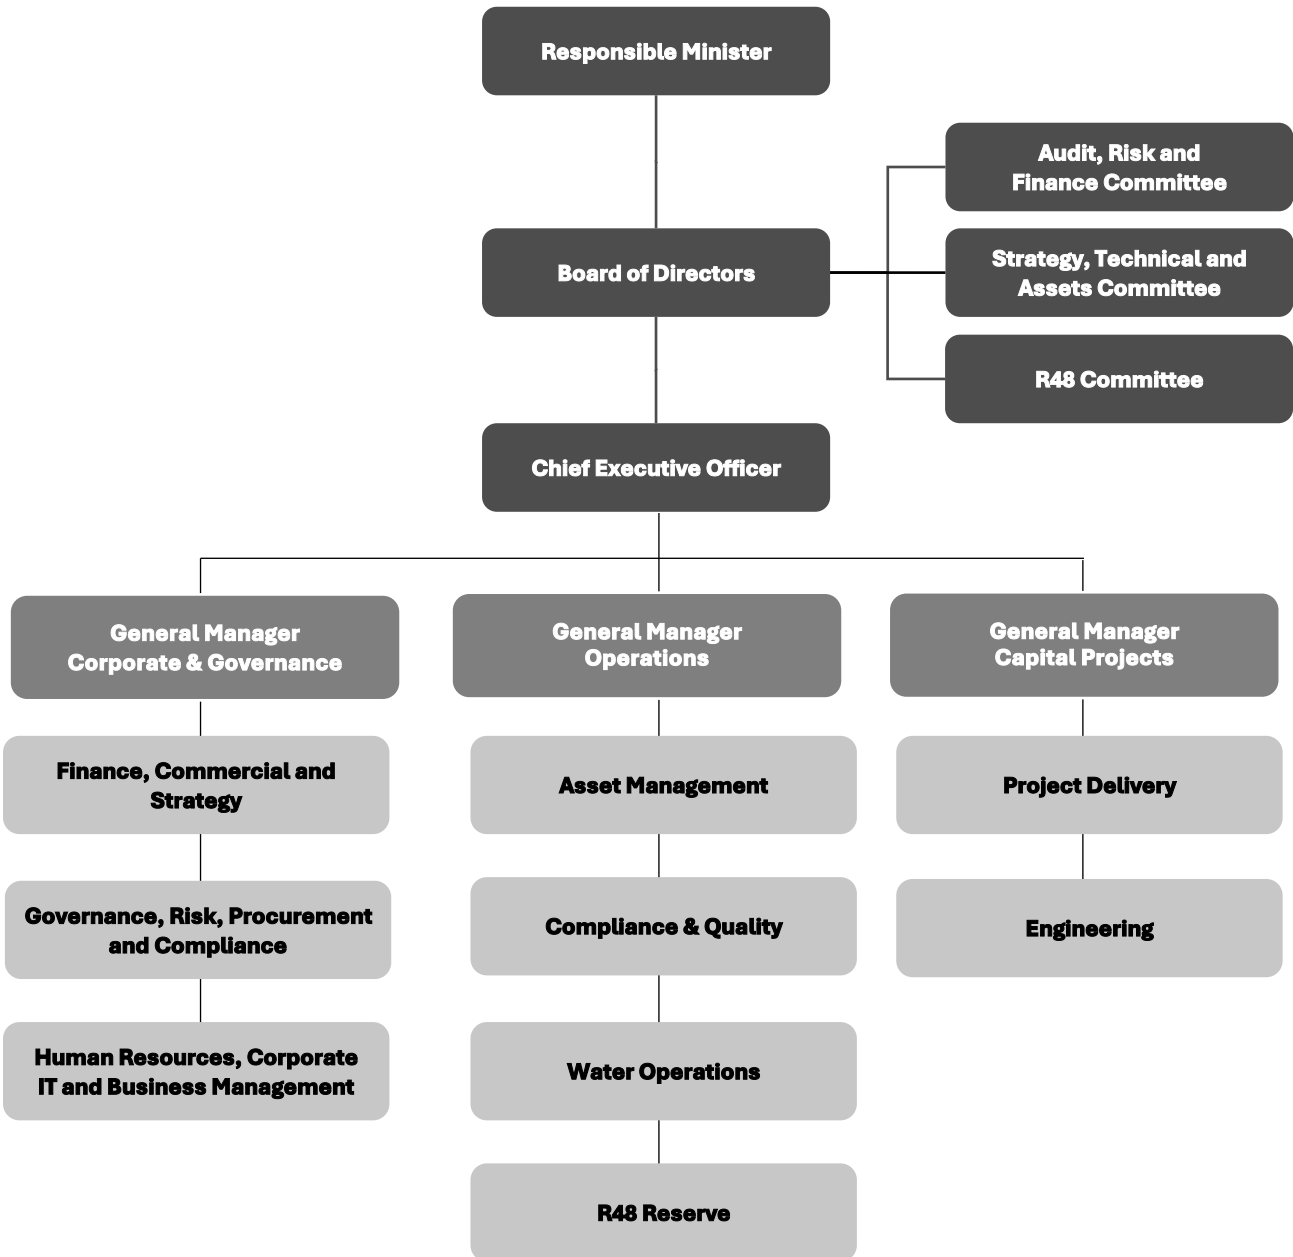 Responsible Minister
Audit, Risk and
Finance Committee
Board of Directors
Strategy, Technical and
Assets Committee
R48 Committee
Chief Executive Officer
General Manager
Corporate & Governance
General Manager
Operations
General Manager
Capital Projects
Finance, Commercial and
Strategy
Asset Management
Project Delivery
Governance, Risk, Procurement
and Compliance
Compliance & Quality
Engineering
Human Resources, Corporate
IT and Business Management
Water Operations
R48 Reserve